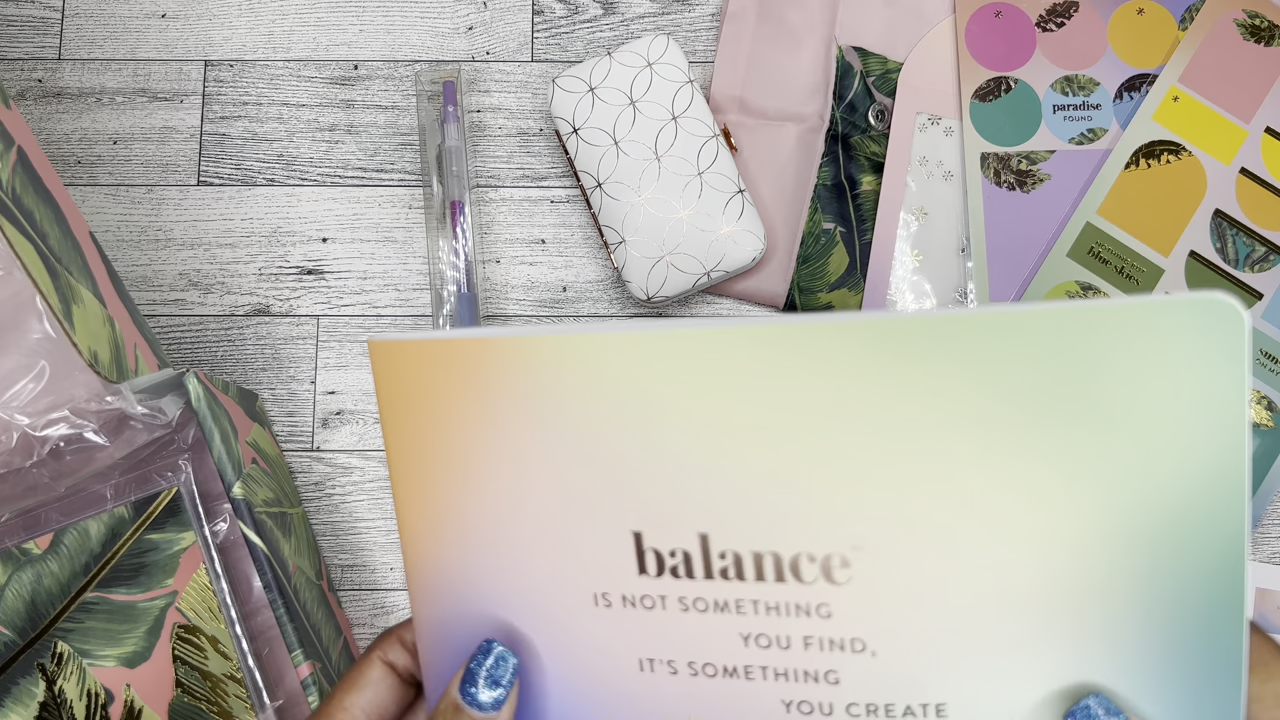 paradise
FOUND
blue skies
balance
IS NOT SOMETHING
YOU FIND,
IT'S SOMETHING
YOU CREATE